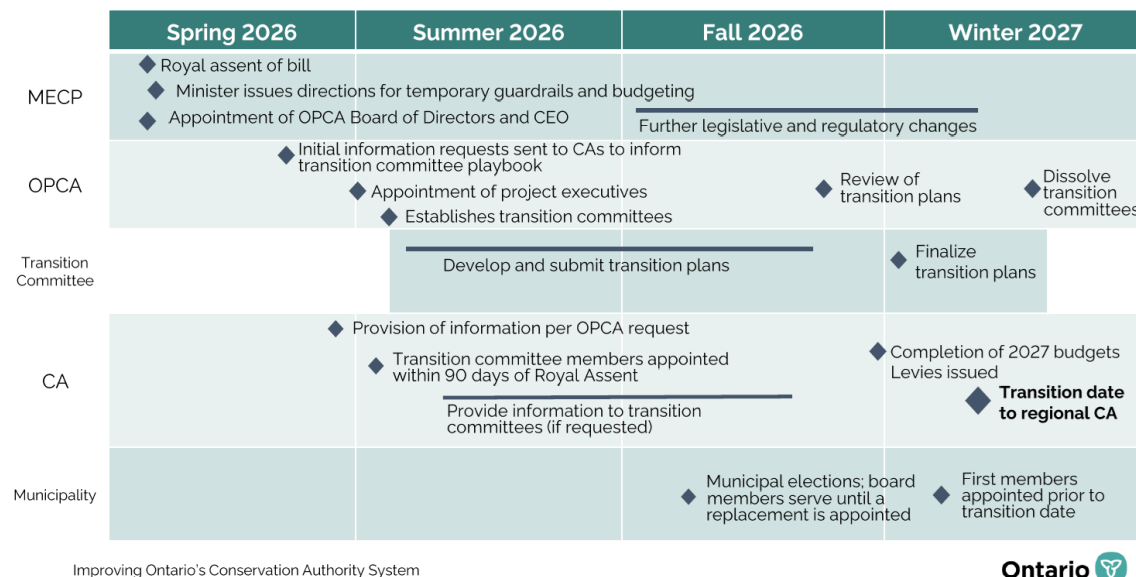 Spring 2026
Summer 2026
Fall 2026
Winter 2027
MECP
Royal assent of bill
Minister issues directions for temporary guardrails and budgeting
Appointment of OPCA Board of Directors and CEO
Further legislative and regulatory changes
OPCA
Initial information requests sent to CAs to inform
transition committee playbook
Appointment of project executives
Establishes transition committees
Review of
transition plans
Dissolve
transition
committees
Transition
Committee
Develop and submit transition plans
Finalize
transition plans
CA
Provision of information per OPCA request
Transition committee members appointed
within 90 days of Royal Assent
Provide information to transition
committees (if requested)
Completion of 2027 budgets
Levies issued
Transition date
to regional CA
Municipality
Municipal elections; board
members serve until a
replacement is appointed
First members
appointed prior to
transition date
Improving Ontario's Conservation Authority System
Ontario